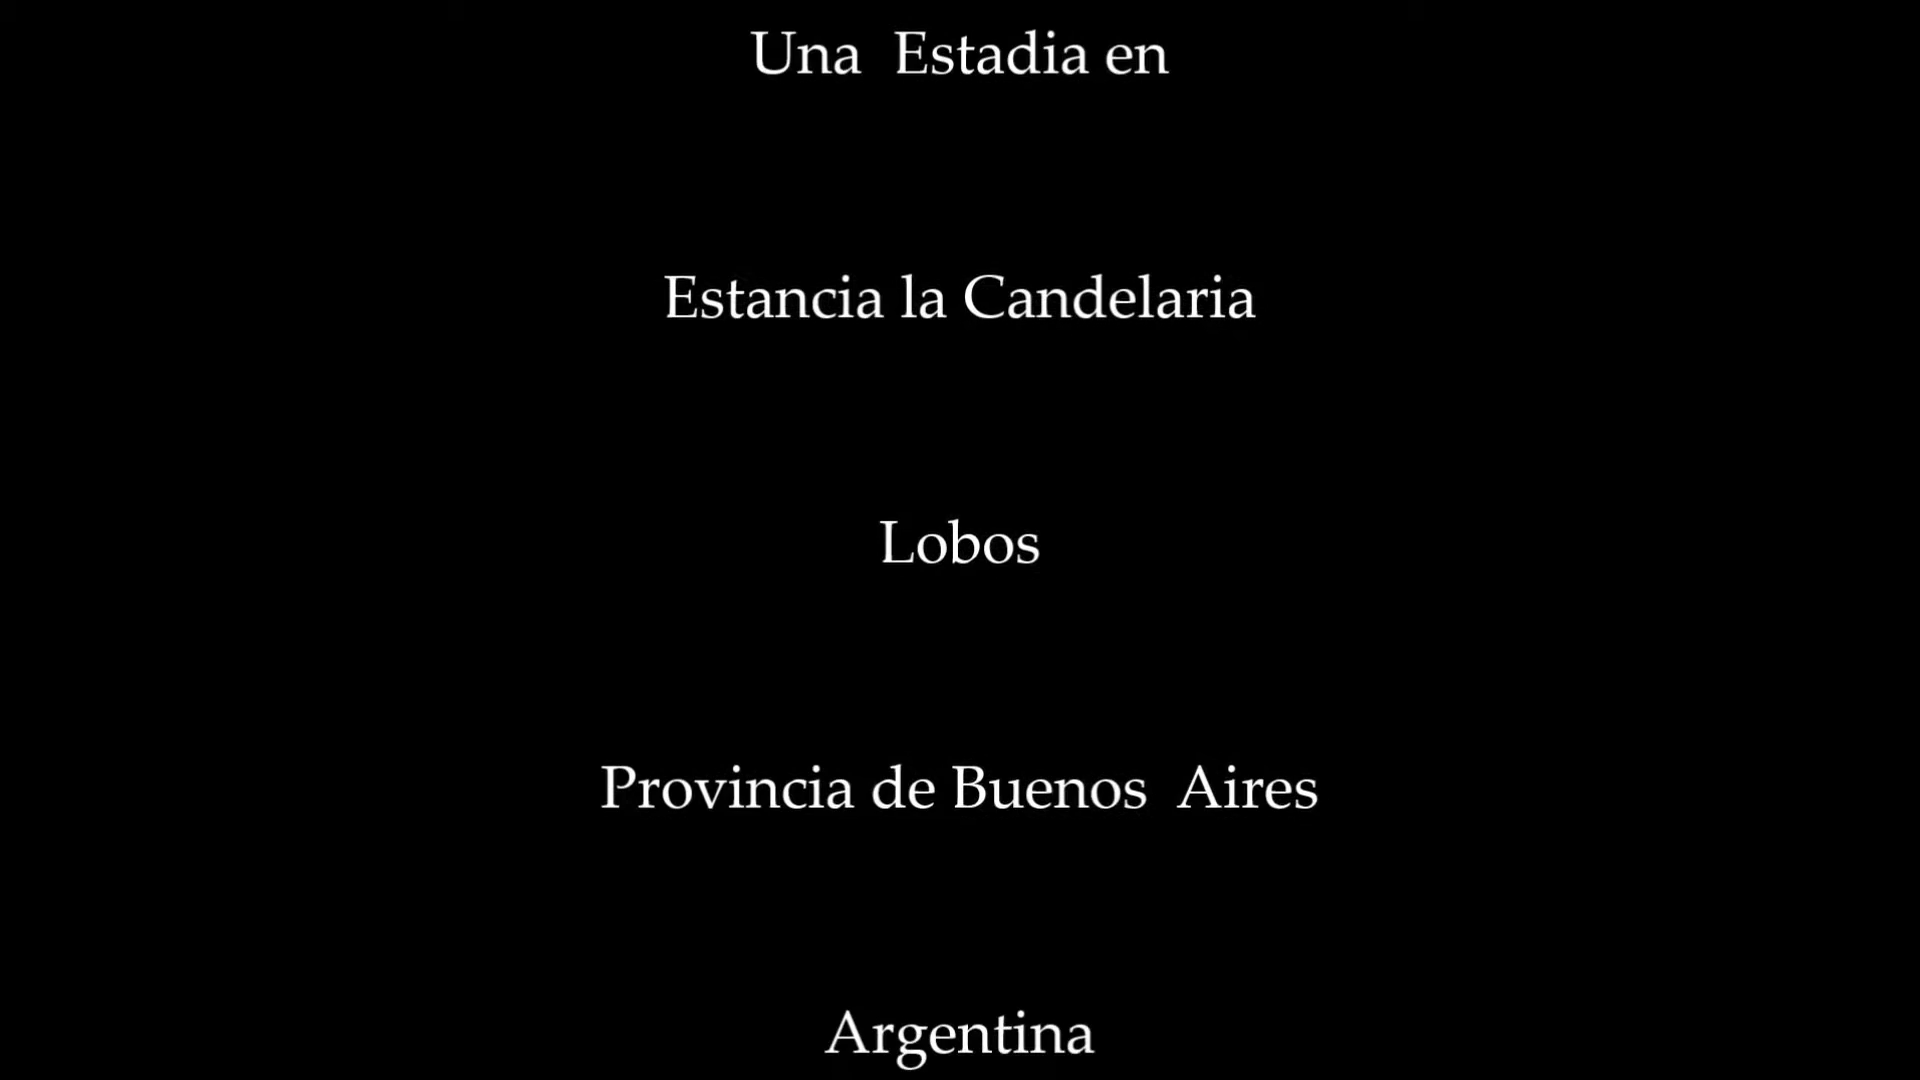 Una  Estadia en
Estancia la Candelaria
Lobos
Provincia de Buenos  Aires
Argentina